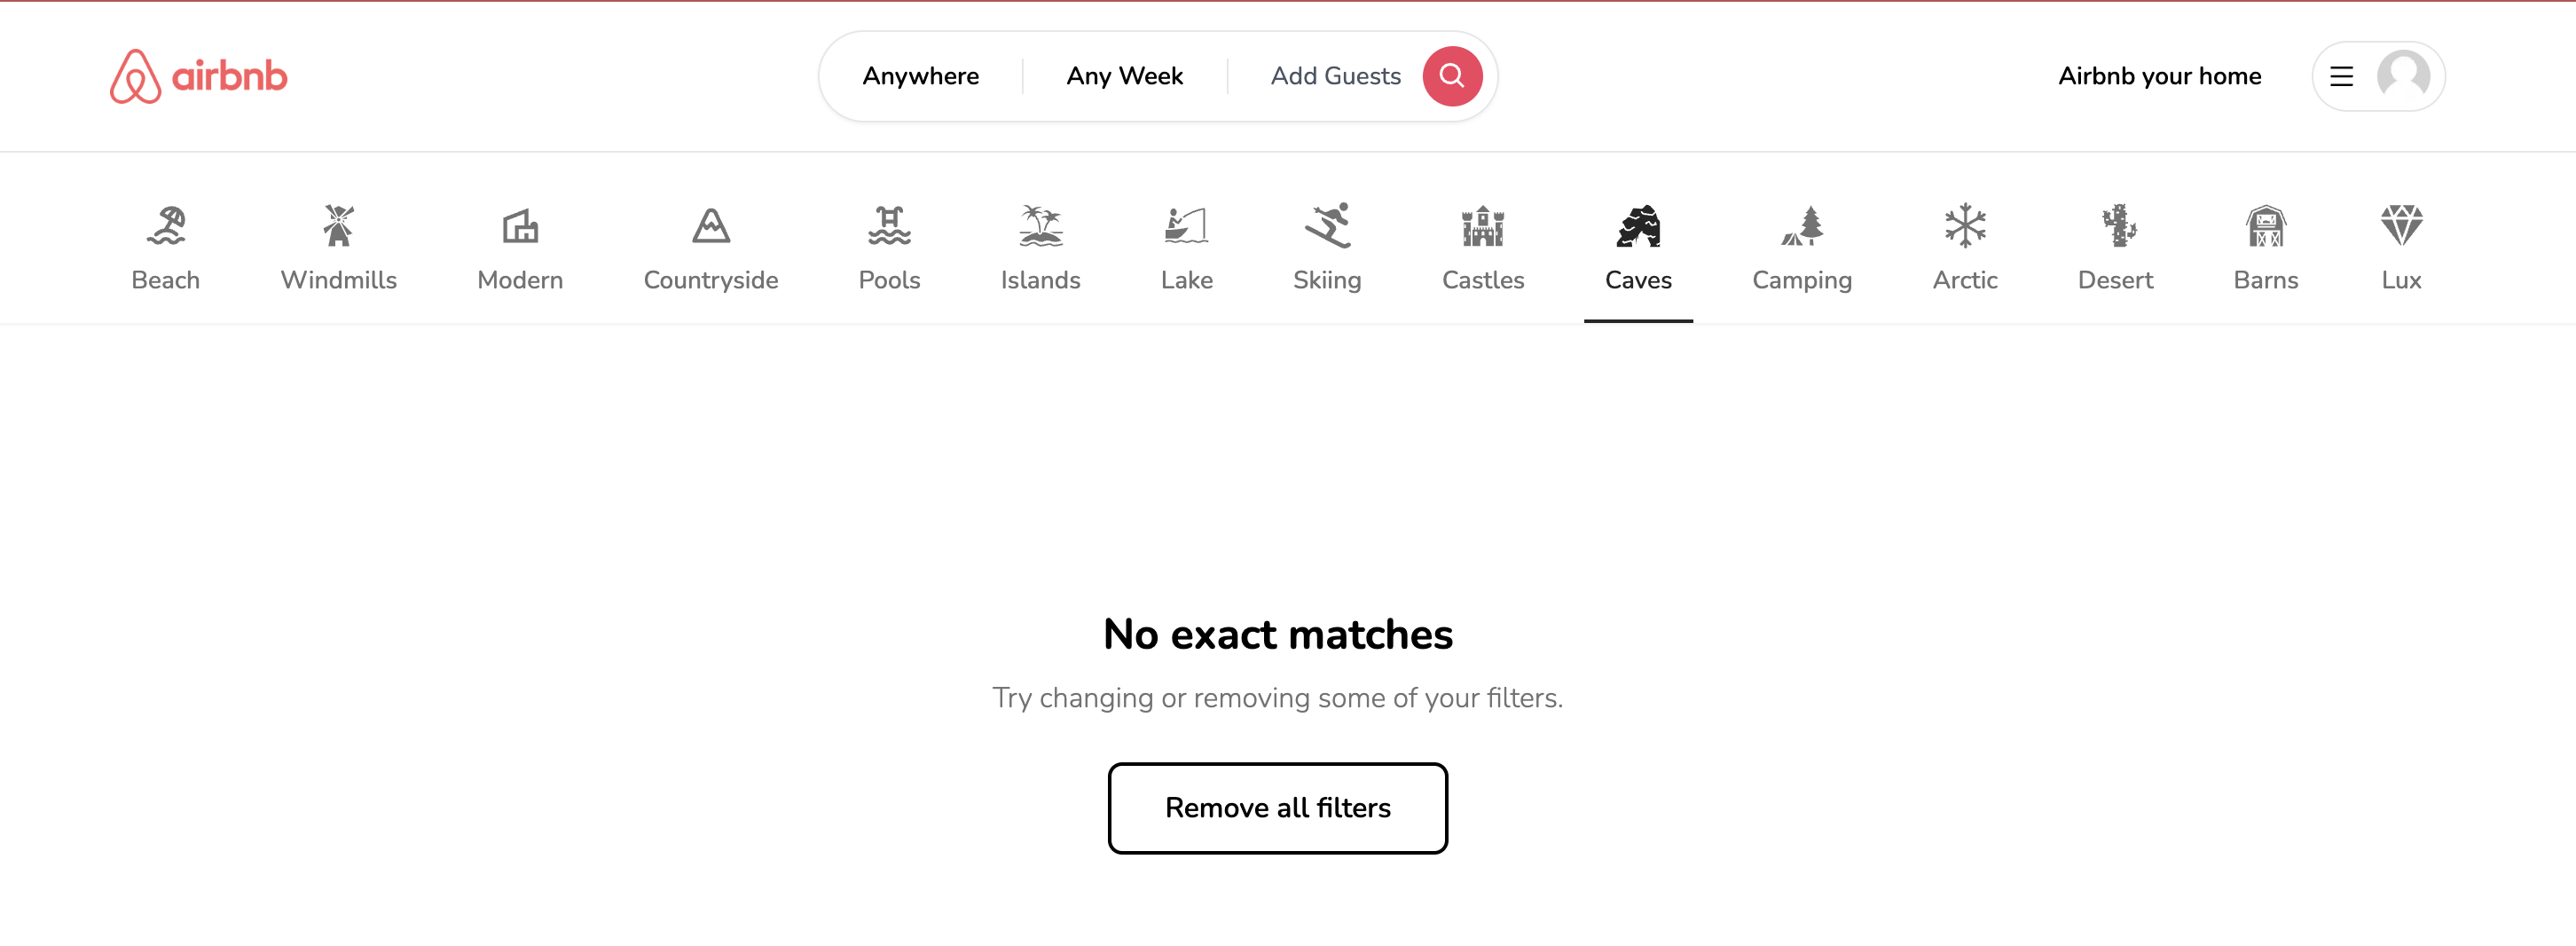 airbnb
Anywhere
Any Week
Add Guests
Airbnb your home
Beach
Windmills
Modern
Countryside
Pools
Islands
Lake
Skiing
Castles
Caves
Camping
Arctic
Desert
Barns
Lux
No exact matches
Try changing or removing some of your filters.
Remove all filters